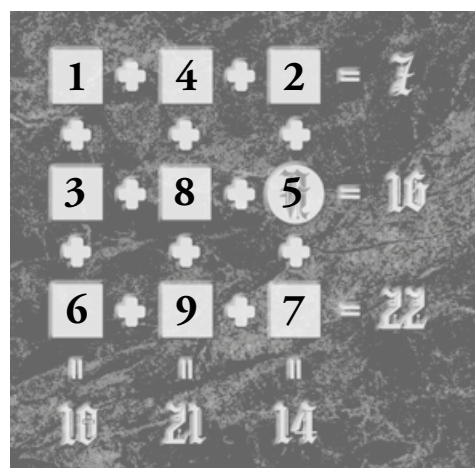 1 + 4 + 2 = 7
+ + +
3 + 8 + 5 = 16
+ + +
6 + 9 + 7 = 22
= = =
10 21 14